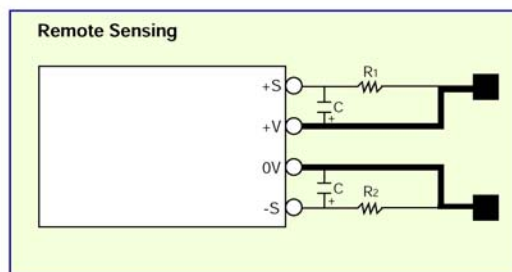 Remote Sensing
+S
R1
C
+
+V
0V
C
+
R2
-S